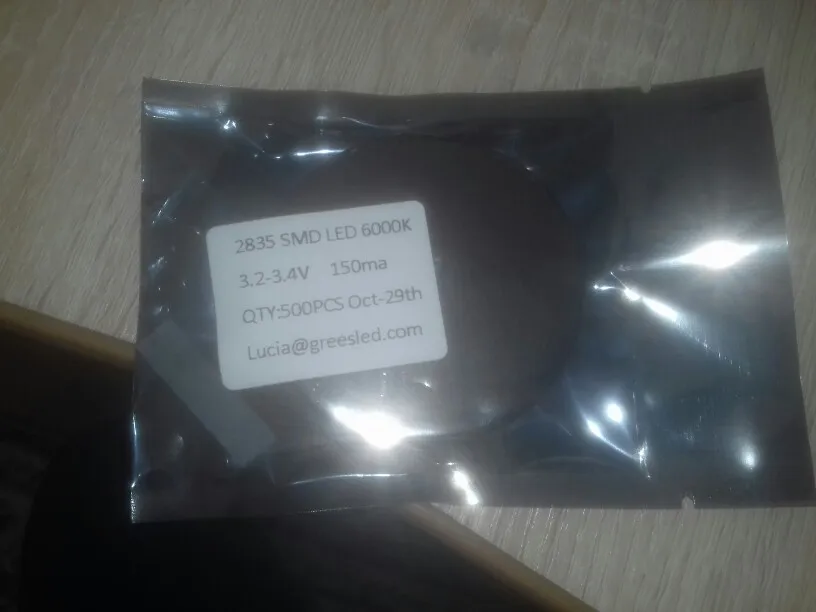 2835 SMD LED 6000K
3.2-3.4V 150ma
QTY:500PCS Oct-29th
Lucia@greesled.com